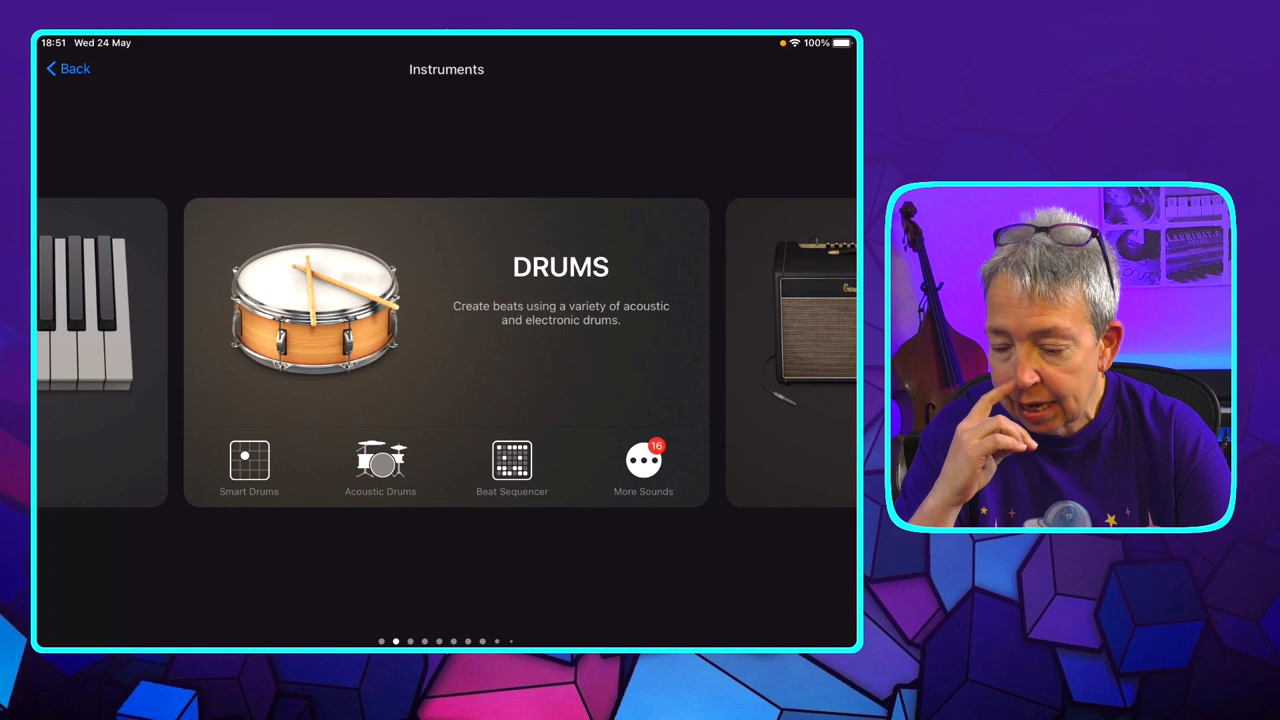 18:51 Wed 24 May
100%
Back
Instruments
DRUMS
Create beats using a variety of acoustic
and electronic drums.
16
Smart Drums
Acoustic Drums
Beat Sequencer
More Sounds